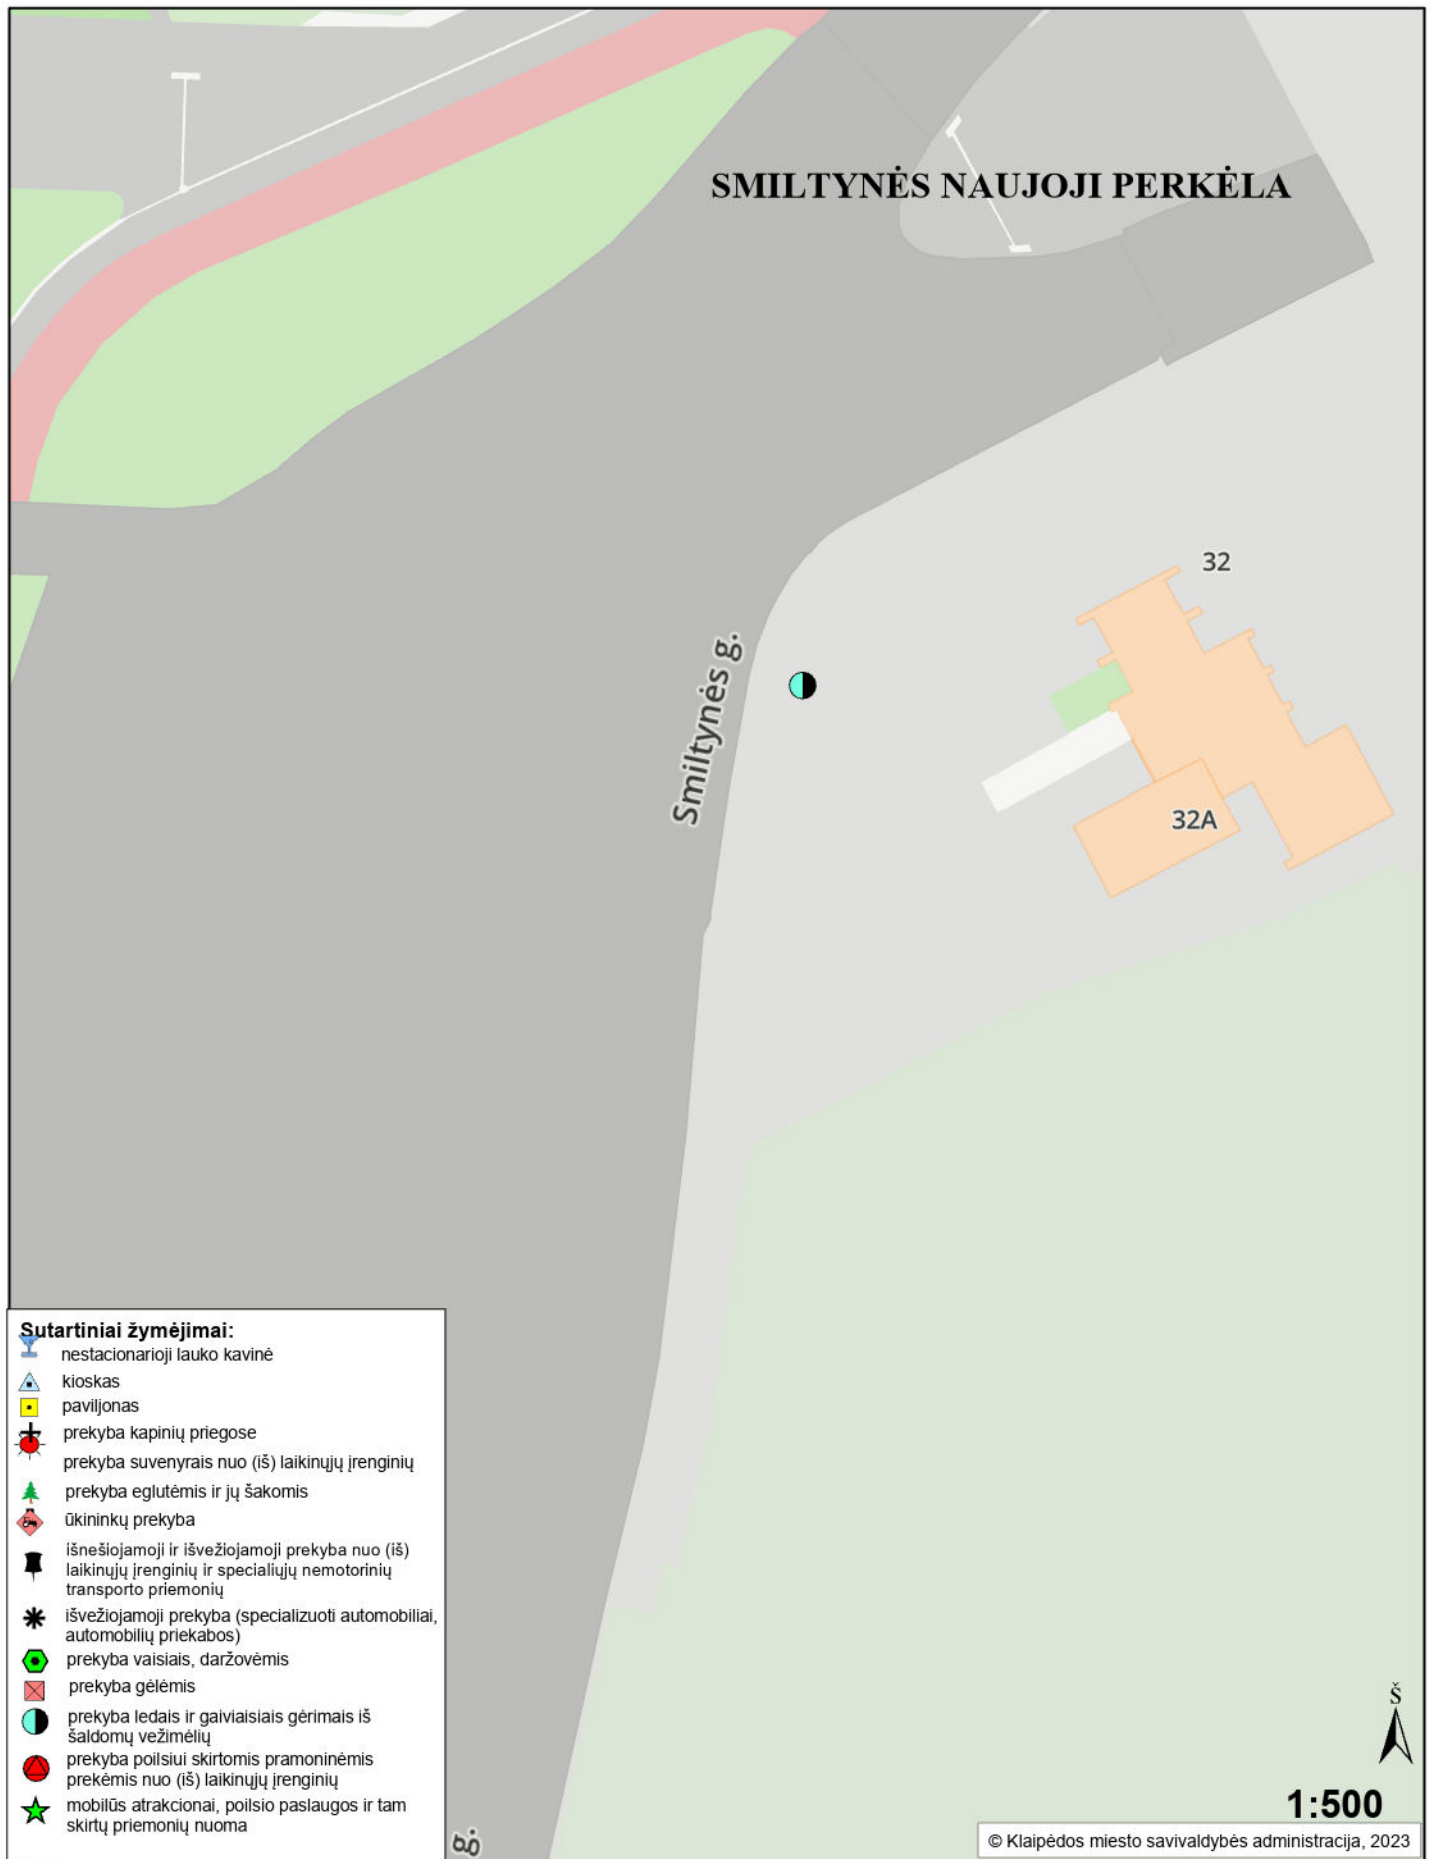 SMILTYNĖS NAUJOJI PERKĖLA
32
Smiltynės g.
32A
Sutartiniai žymėjimai:
nestacionarioji lauko kavinė
kioskas
paviljonas
prekyba kapinių priegose
prekyba suvenyrais nuo (iš) laikinųjų įrenginių
prekyba eglutėmis ir jų šakomis
ūkininkų prekyba
išnešiojamoji ir išvežiojamoji prekyba nuo (iš)
laikinųjų įrenginių ir specialiųjų nemotorinių
transporto priemonių
išvežiojamoji prekyba (specializuoti automobiliai,
automobilių priekabos)
prekyba vaisiais, daržovėmis
prekyba gėlėmis
prekyba ledais ir gaiviaisiais gėrimais iš
šaldomų vežimėlių
prekyba poilsiui skirtomis pramoninėmis
prekėmis nuo (iš) laikinųjų įrenginių
mobilūs atrakcionai, poilsio paslaugos ir tam
skirtų priemonių nuoma
g.
Š
1:500
© Klaipėdos miesto savivaldybės administracija, 2023